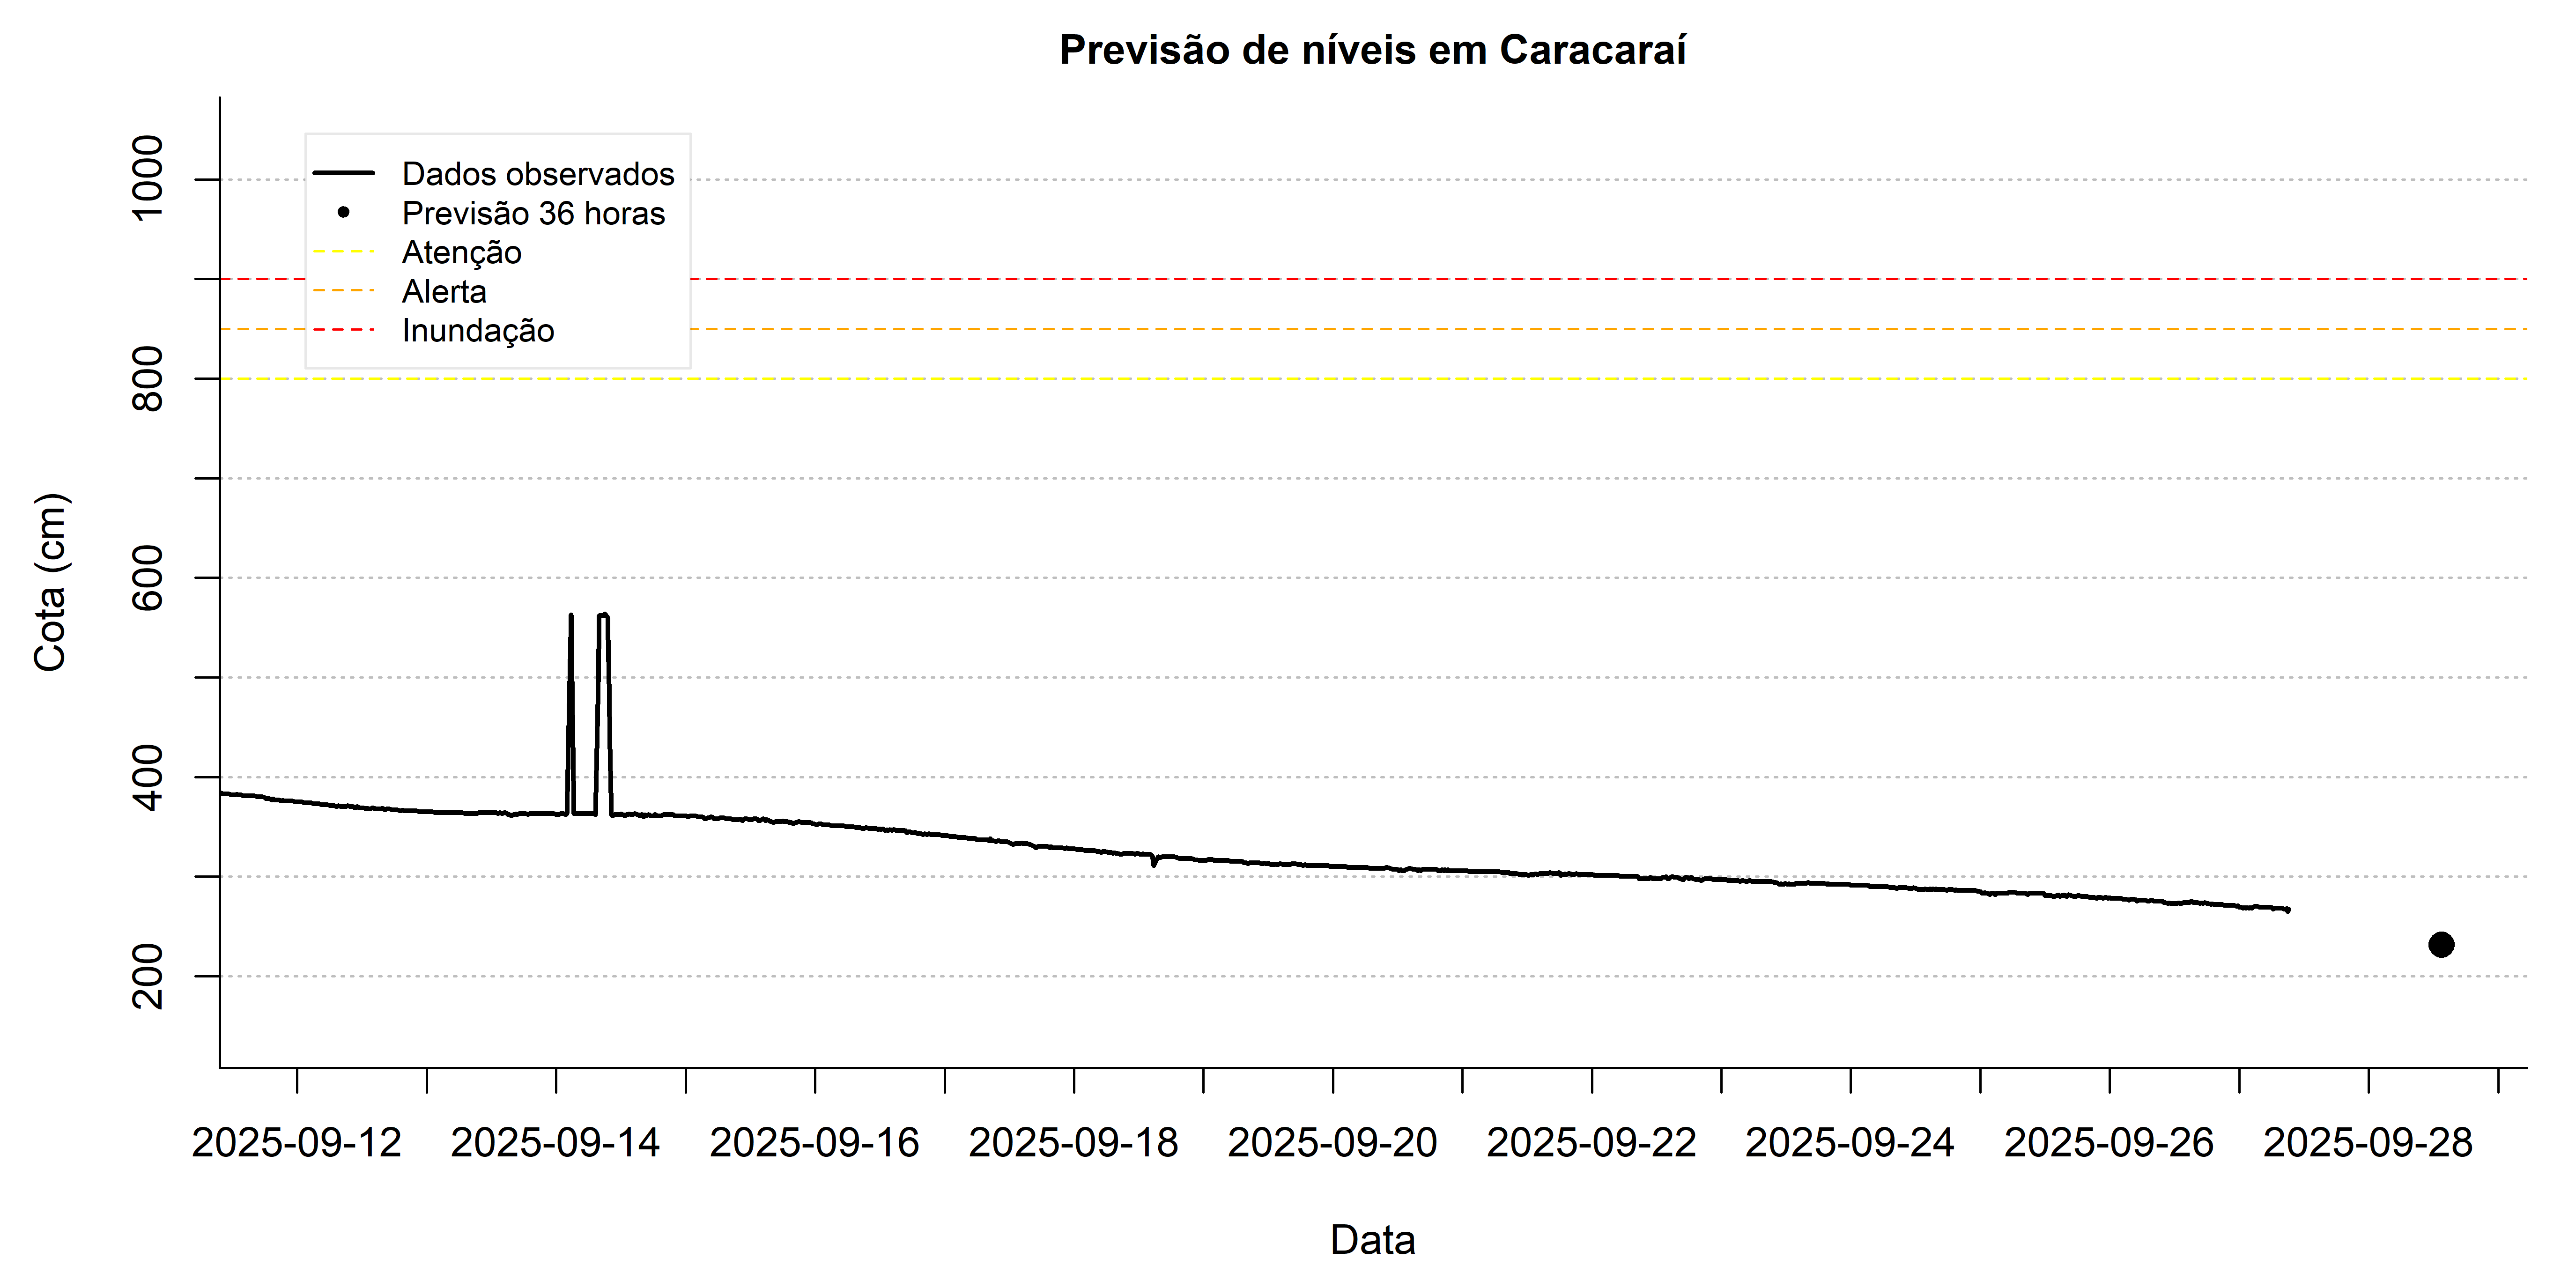 Previsão de níveis em Caracaraí
Dados observados
Previsão 36 horas
Atenção
Alerta
Inundação
Cota (cm)
1000
800
600
400
200
2025-09-12 2025-09-14 2025-09-16 2025-09-18 2025-09-20 2025-09-22 2025-09-24 2025-09-26 2025-09-28
Data